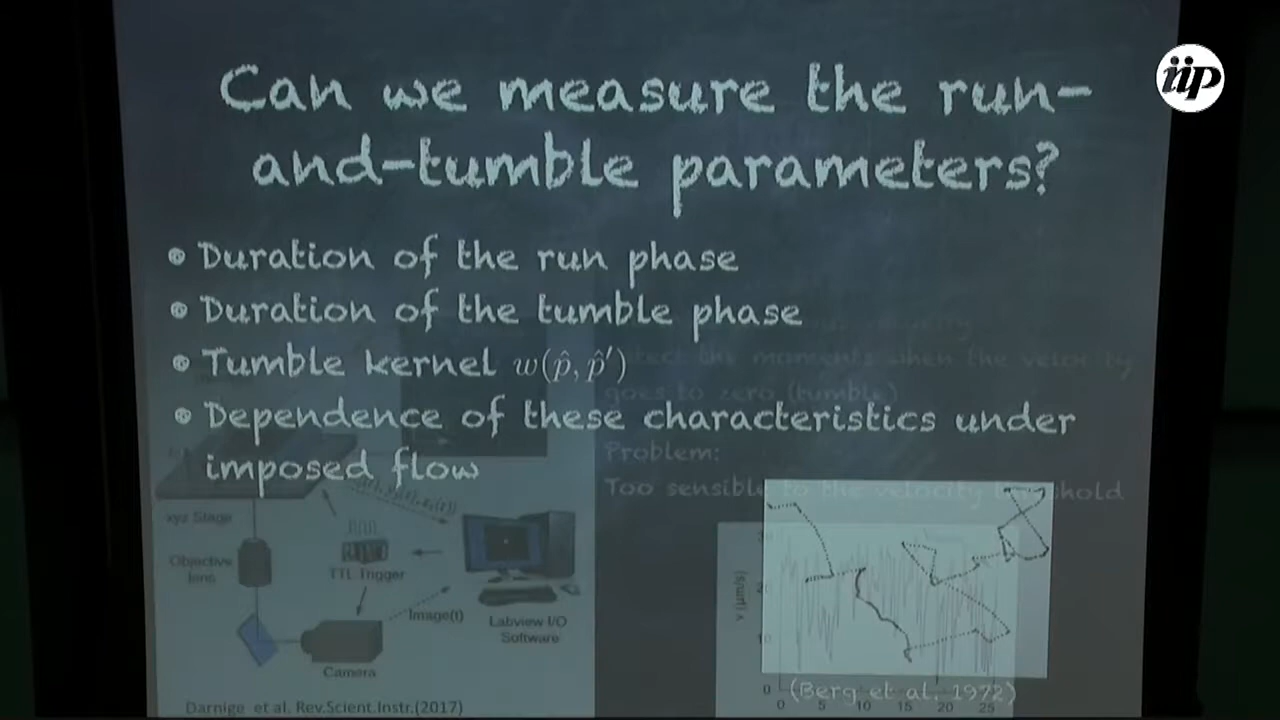 iip
Can we measure the run-
and-tumble parameters?
Duration of the run phase
Duration of the tumble phase
Tumble kernel w(p̂, p̂′)
Dependence of these characteristics under
imposed flow
the moments when the velocity
goes to zero (tumble)
Problem:
Too sensible to the velocity
xyz Stage
Objective
lens
TTL Trigger
Image(t)
Labview I/O
Software
Camera
Darnige et al. Rev.Scient.Instr.(2017)
v (µm/s)
0
0 5 10 15 20 25
(Berg et al. 1972)